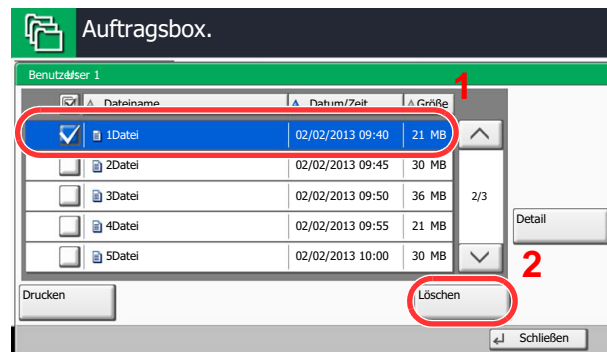 Auftragsbox.
Benutzer User 1
1
Dateiname Datum/Zeit Größe
1Datei 02/02/2013 09:40 21 MB
2Datei 02/02/2013 09:45 30 MB
3Datei 02/02/2013 09:50 36 MB 2/3
4Datei 02/02/2013 09:55 21 MB
Detail
5Datei 02/02/2013 10:00 30 MB
2
Drucken Löschen
Schließen